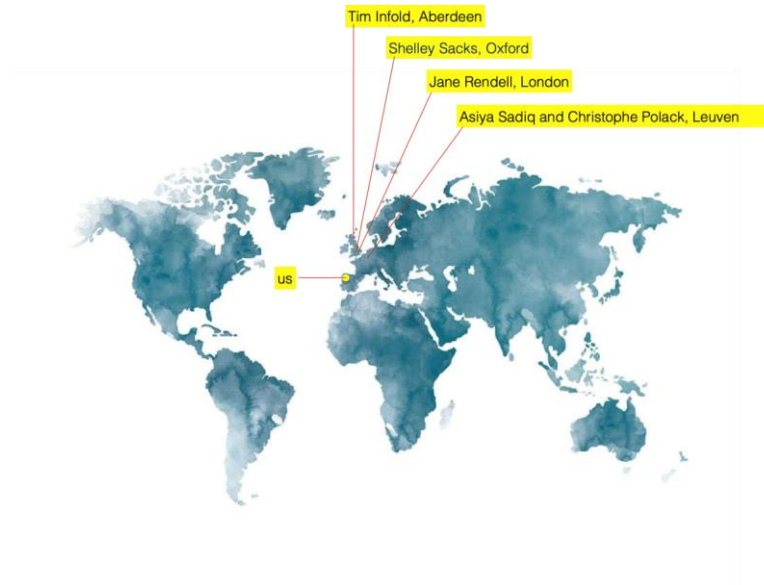 Tim Infold, Aberdeen
Shelley Sacks, Oxford
Jane Rendell, London
Asiya Sadiq and Christophe Polack, Leuven
us